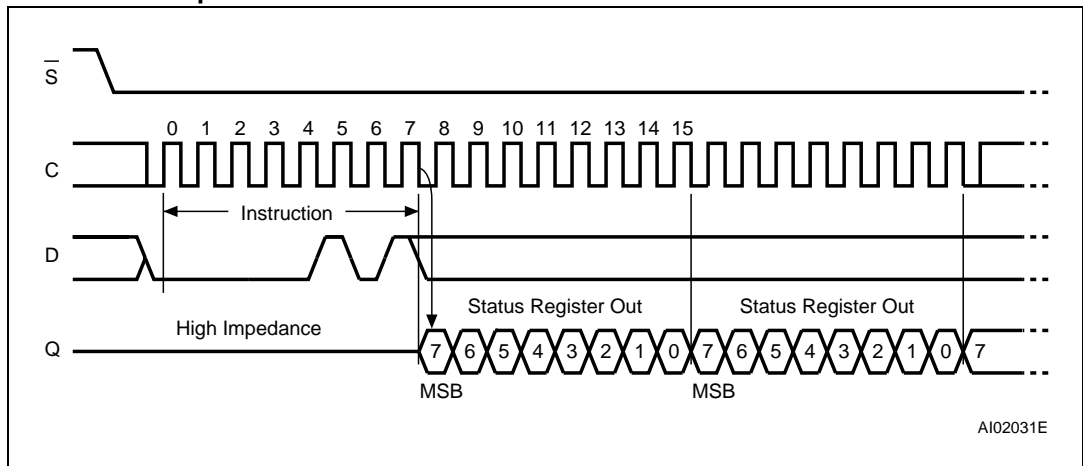 S
0 1 2 3 4 5 6 7 8 9 10 11 12 13 14 15
C
Instruction
D
Status Register Out Status Register Out
High Impedance
Q
7 6 5 4 3 2 1 0 7 6 5 4 3 2 1 0 7
MSB MSB
AI02031E